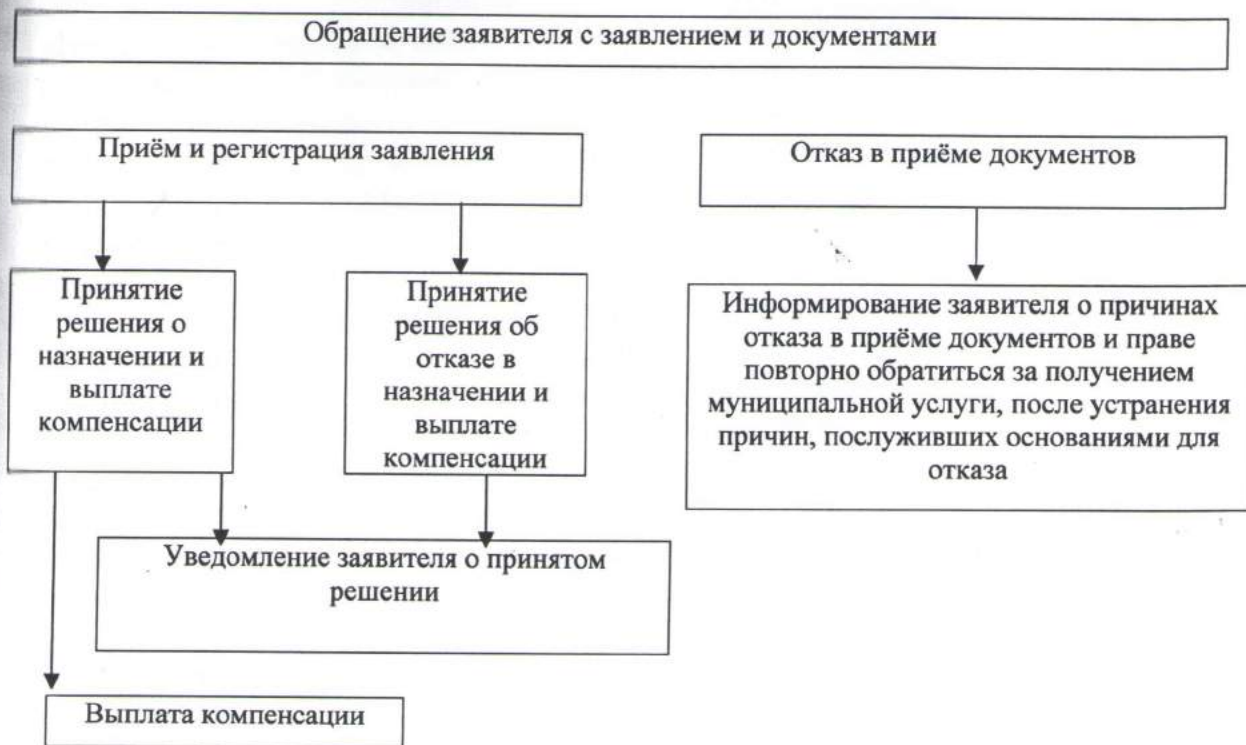 Обращение заявителя с заявлением и документами
Приём и регистрация заявления
Отказ в приёме документов
Принятие
решения о
назначении и
выплате
компенсации
Принятие
решения об
отказе в
назначении и
выплате
компенсации
Информирование заявителя о причинах
отказа в приёме документов и праве
повторно обратиться за получением
муниципальной услуги, после устранения
причин, послуживших основаниями для
отказа
Уведомление заявителя о принятом
решении
Выплата компенсации